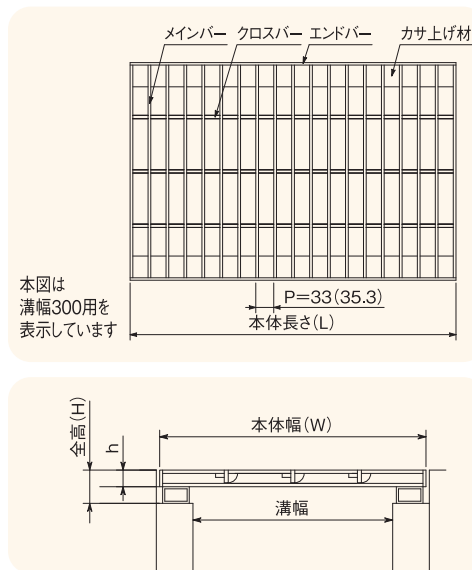 メインバー
クロスバー
エンドバー
カサ上げ材
本図は
溝幅300用を
表示しています
P=33(35.3)
本体長さ(L)
全高(H)
h
本体幅(W)
溝幅